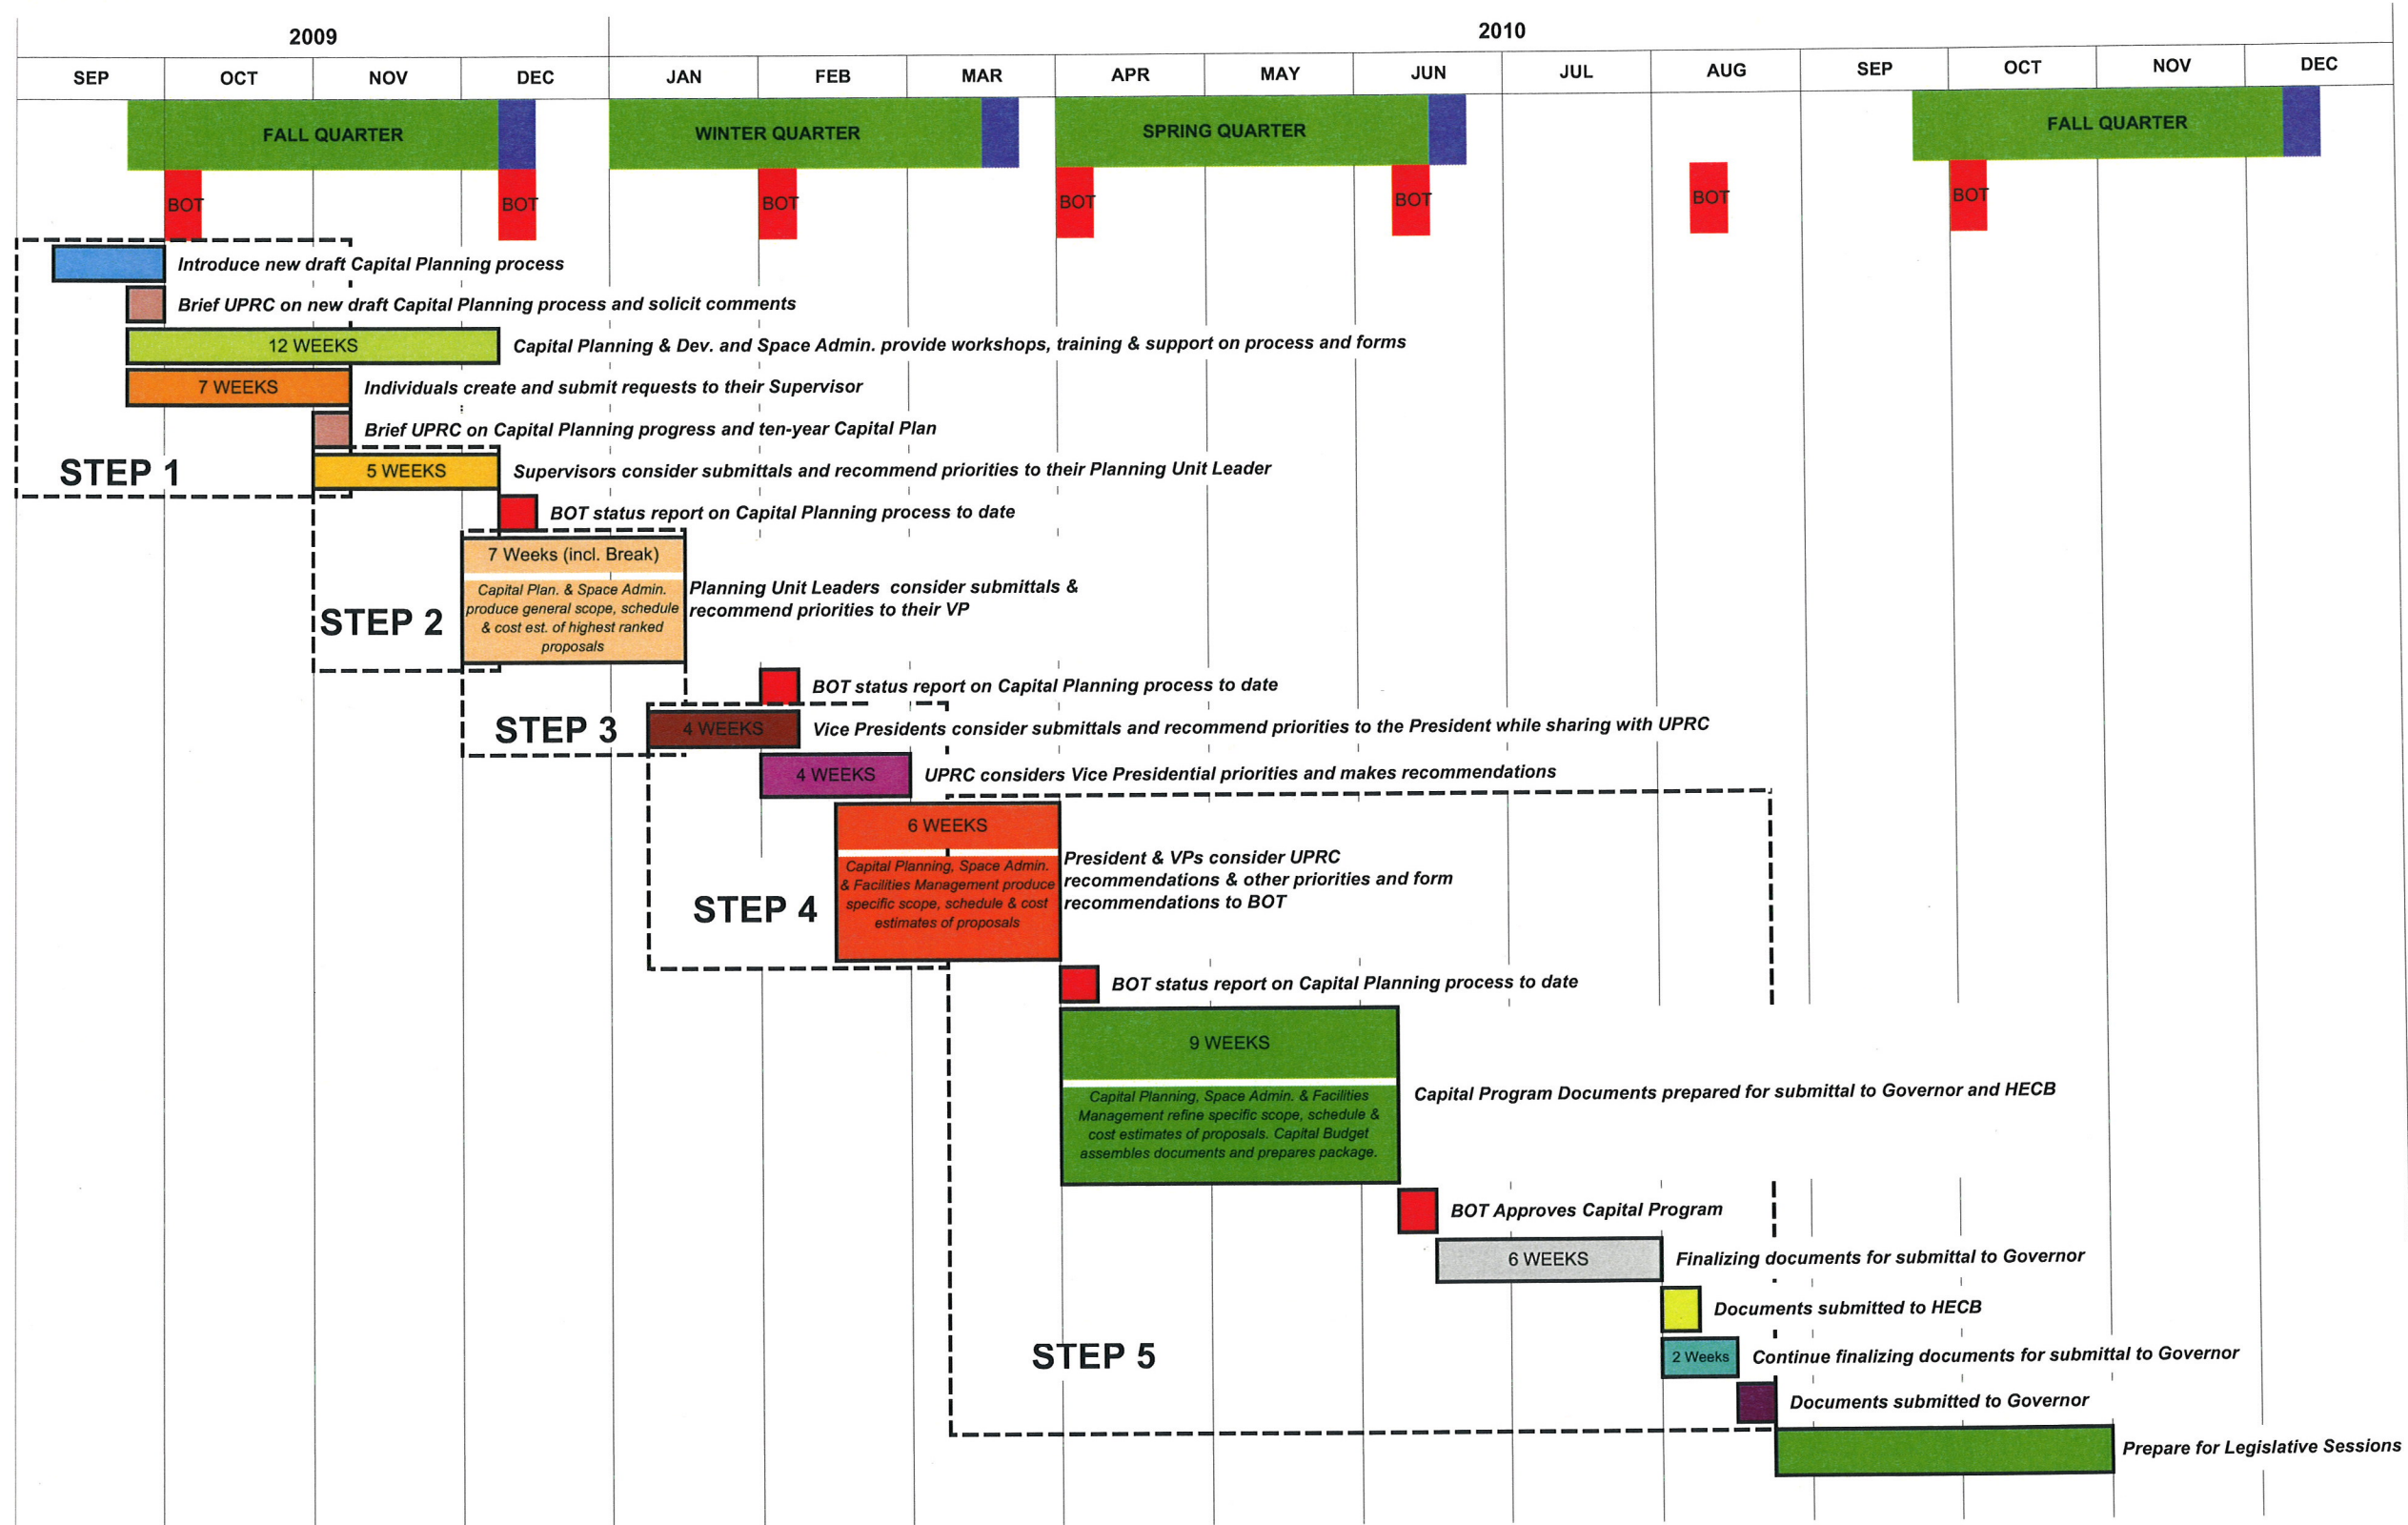 2009
2010
SEP
OCT
NOV
DEC
JAN
FEB
MAR
APR
MAY
JUN
JUL
AUG
SEP
OCT
NOV
DEC
FALL QUARTER
WINTER QUARTER
SPRING QUARTER
FALL QUARTER
BOT
BOT
BOT
BOT
BOT
BOT
BOT
Introduce new draft Capital Planning process
Brief UPRC on new draft Capital Planning process and solicit comments
12 WEEKS
Capital Planning & Dev. and Space Admin. provide workshops, training & support on process and forms
7 WEEKS
Individuals create and submit requests to their Supervisor
Brief UPRC on Capital Planning progress and ten-year Capital Plan
STEP 1
5 WEEKS
Supervisors consider submittals and recommend priorities to their Planning Unit Leader
BOT status report on Capital Planning process to date
7 Weeks (incl. Break)
Capital Plan. & Space Admin.
produce general scope, schedule
& cost est. of highest ranked
proposals
Planning Unit Leaders consider submittals &
recommend priorities to their VP
STEP 2
BOT status report on Capital Planning process to date
STEP 3
4 WEEKS
Vice Presidents consider submittals and recommend priorities to the President while sharing with UPRC
4 WEEKS
UPRC considers Vice Presidential priorities and makes recommendations
6 WEEKS
Capital Planning, Space Admin.
& Facilities Management produce
specific scope, schedule & cost
estimates of proposals
President & VPs consider UPRC
recommendations & other priorities and form
recommendations to BOT
STEP 4
BOT status report on Capital Planning process to date
9 WEEKS
Capital Planning, Space Admin. & Facilities
Management refine specific scope, schedule &
cost estimates of proposals. Capital Budget
assembles documents and prepares package.
Capital Program Documents prepared for submittal to Governor and HECB
BOT Approves Capital Program
6 WEEKS
Finalizing documents for submittal to Governor
Documents submitted to HECB
STEP 5
2 Weeks
Continue finalizing documents for submittal to Governor
Documents submitted to Governor
Prepare for Legislative Sessions